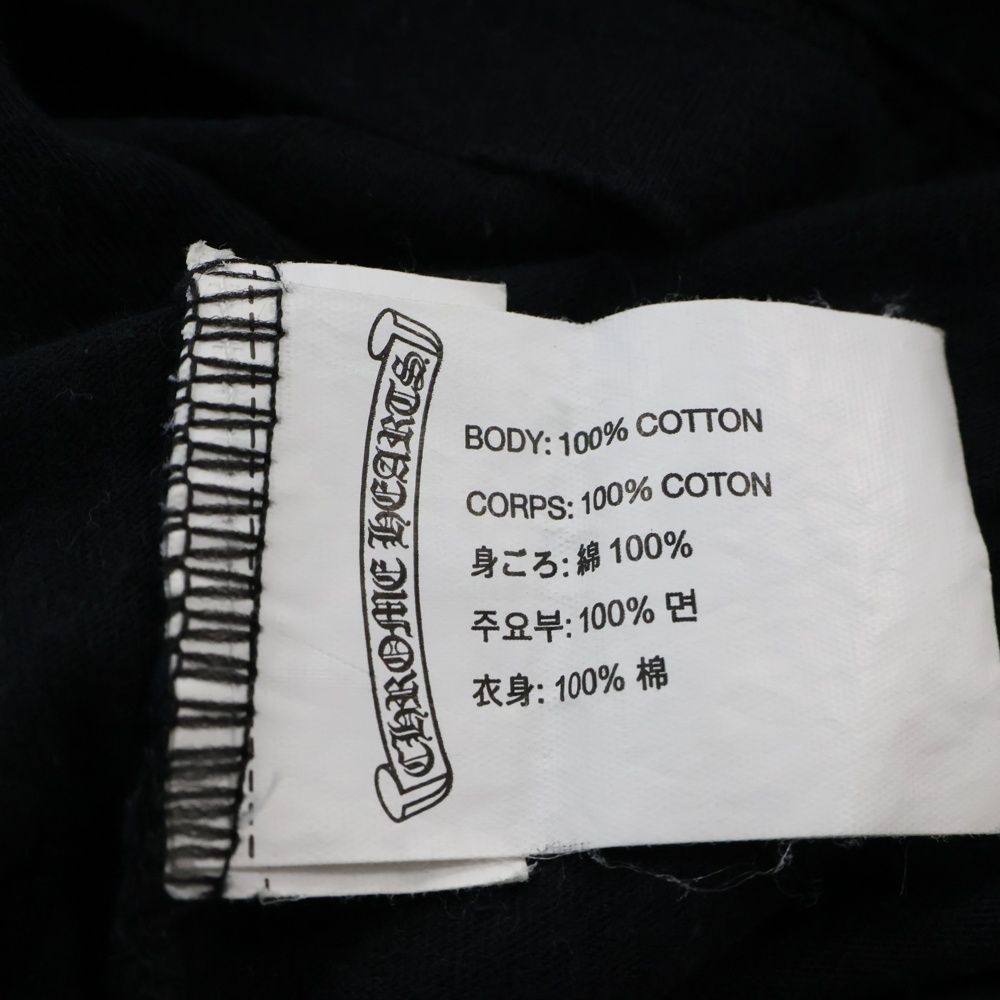 CHROME HEARTS
BODY: 100% COTTON
CORPS: 100% COTON
身ごろ: 綿 100%
주요부: 100% 면
衣身: 100% 棉